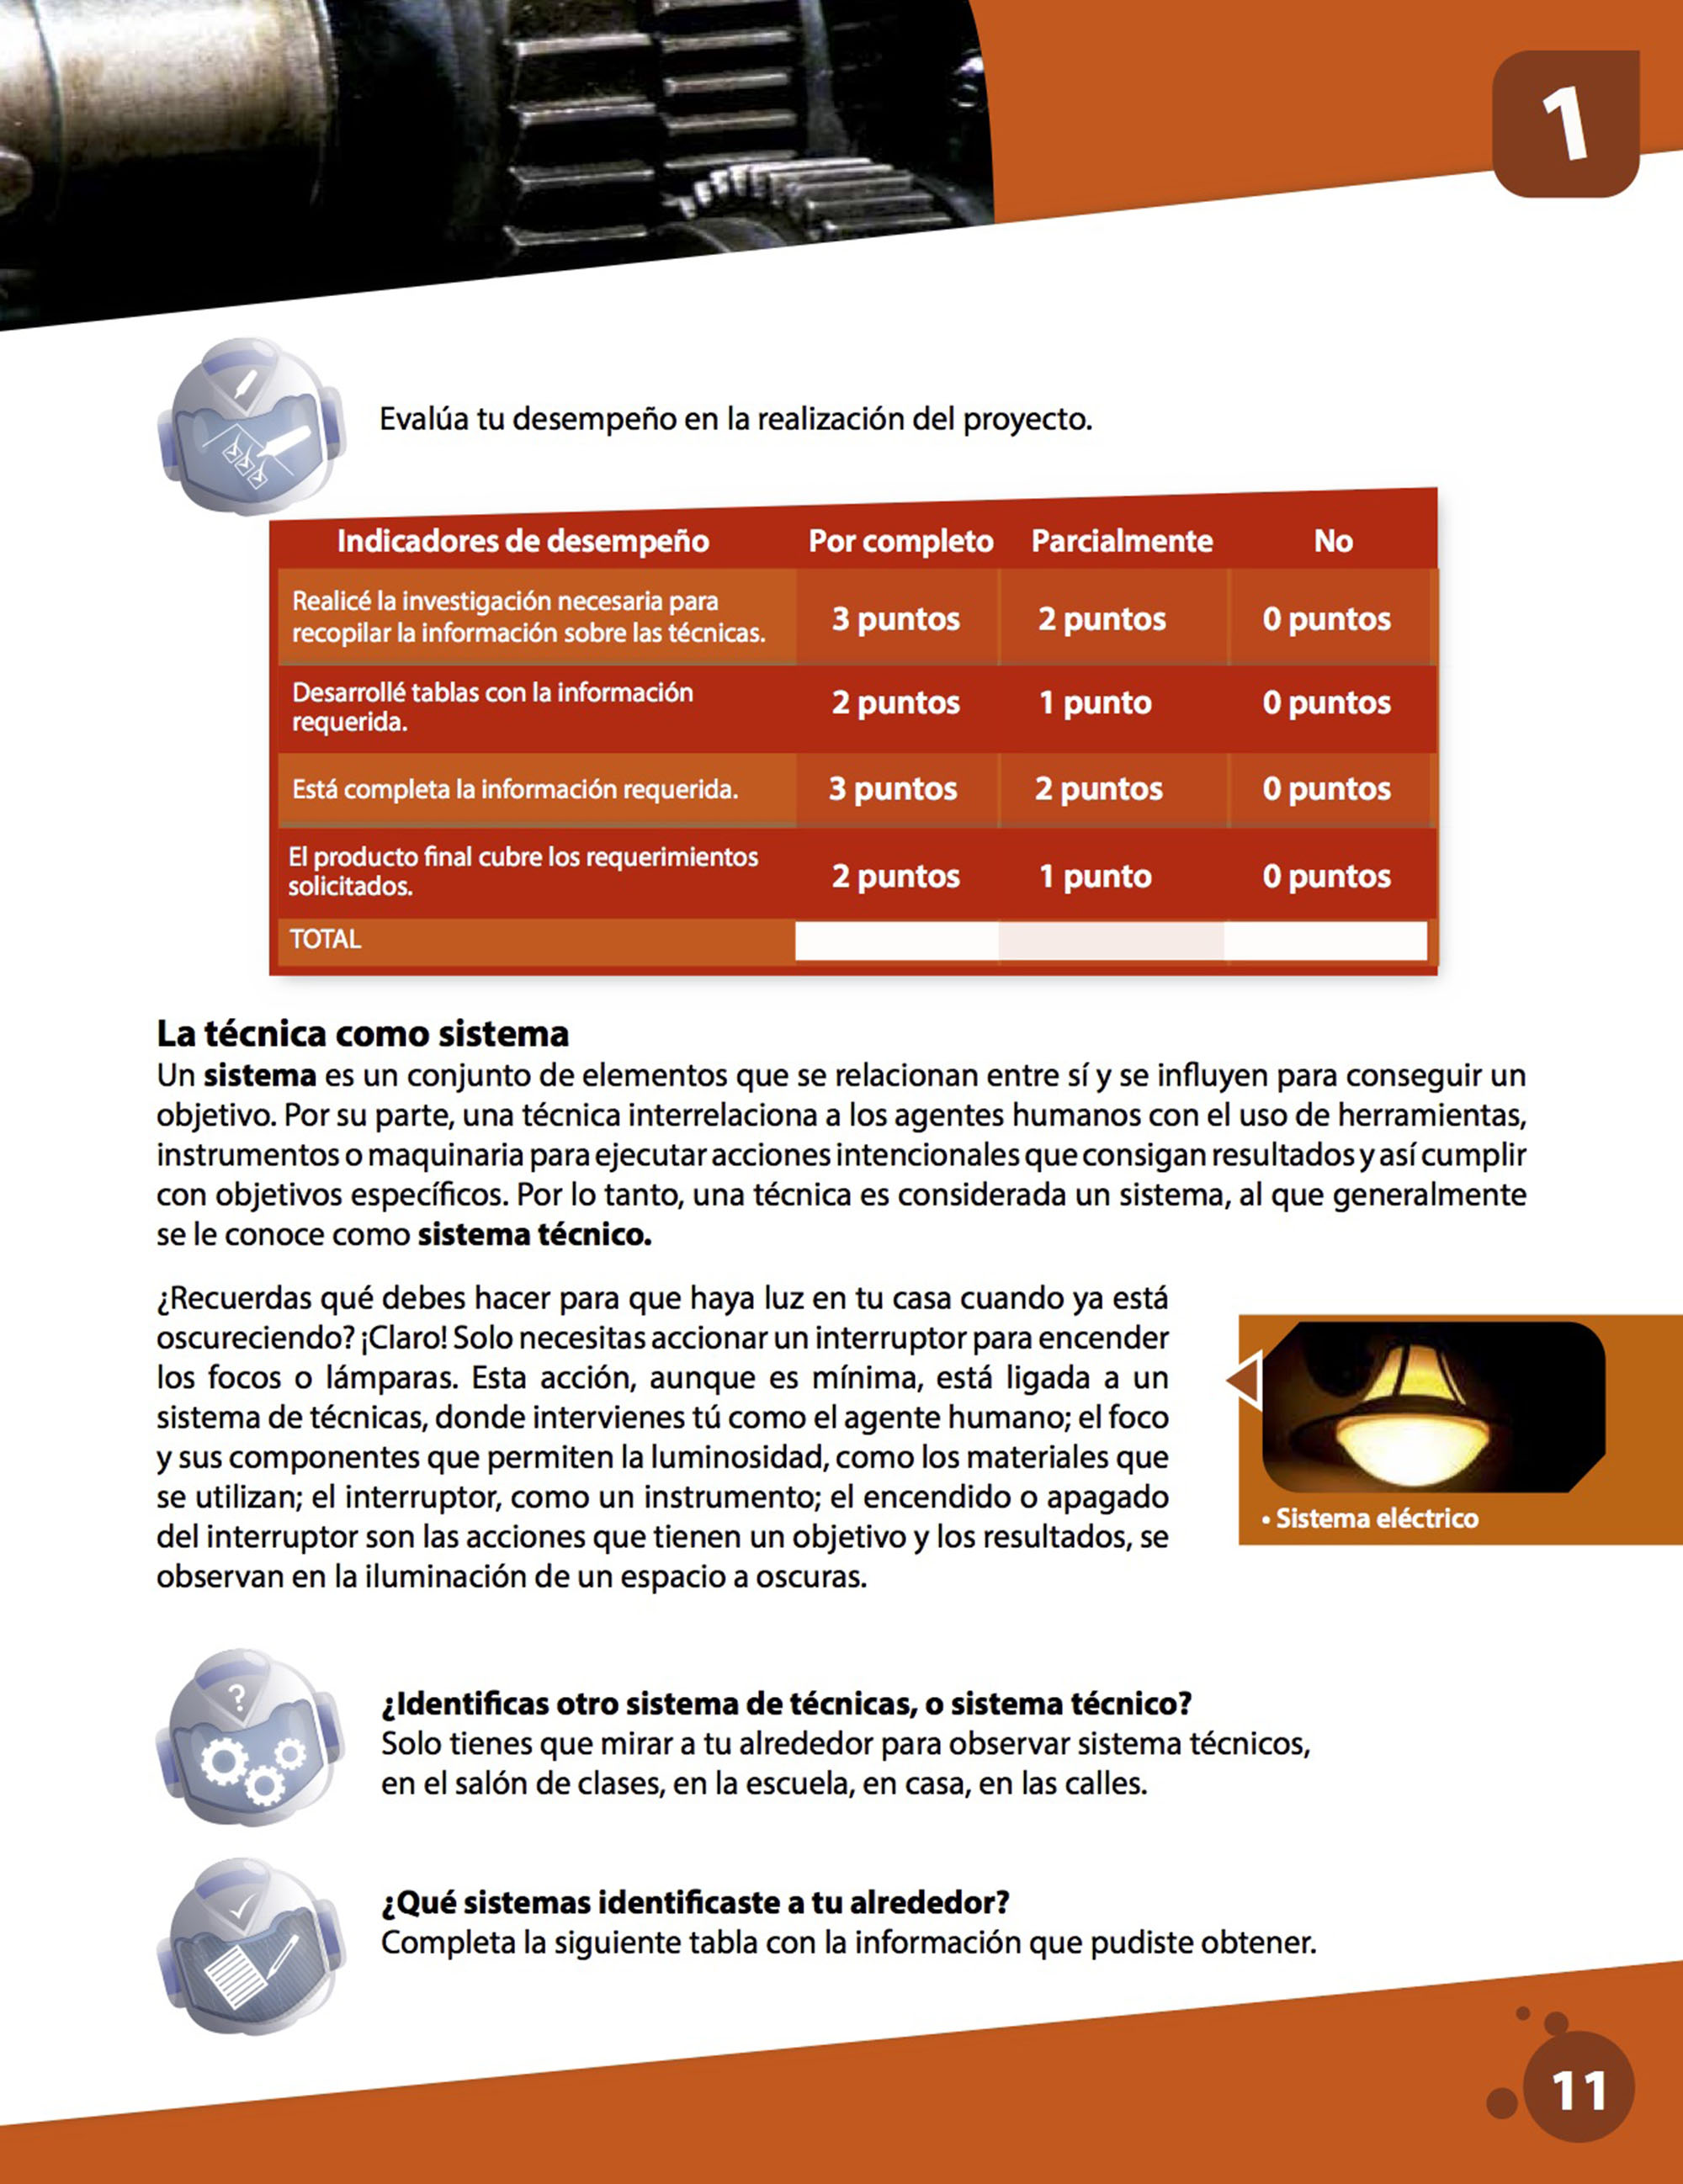 1
Evalúa tu desempeño en la realización del proyecto.
Indicadores de desempeño Por completo Parcialmente No
Realicé la investigación necesaria para
recopilar la información sobre las técnicas. 3 puntos 2 puntos 0 puntos
Desarrollé tablas con la información
requerida. 2 puntos 1 punto 0 puntos
Está completa la información requerida. 3 puntos 2 puntos 0 puntos
El producto final cubre los requerimientos
solicitados. 2 puntos 1 punto 0 puntos
TOTAL
La técnica como sistema
Un sistema es un conjunto de elementos que se relacionan entre sí y se influyen para conseguir un
objetivo. Por su parte, una técnica interrelaciona a los agentes humanos con el uso de herramientas,
instrumentos o maquinaria para ejecutar acciones intencionales que consigan resultados y así cumplir
con objetivos específicos. Por lo tanto, una técnica es considerada un sistema, al que generalmente
se le conoce como sistema técnico.
¿Recuerdas qué debes hacer para que haya luz en tu casa cuando ya está
oscureciendo? ¡Claro! Solo necesitas accionar un interruptor para encender
los focos o lámparas. Esta acción, aunque es mínima, está ligada a un
sistema de técnicas, donde intervienes tú como el agente humano; el foco
y sus componentes que permiten la luminosidad, como los materiales que
se utilizan; el interruptor, como un instrumento; el encendido o apagado
del interruptor son las acciones que tienen un objetivo y los resultados, se
observan en la iluminación de un espacio a oscuras.
• Sistema eléctrico
?
¿Identificas otro sistema de técnicas, o sistema técnico?
Solo tienes que mirar a tu alrededor para observar sistema técnicos,
en el salón de clases, en la escuela, en casa, en las calles.
¿Qué sistemas identificaste a tu alrededor?
Completa la siguiente tabla con la información que pudiste obtener.
11